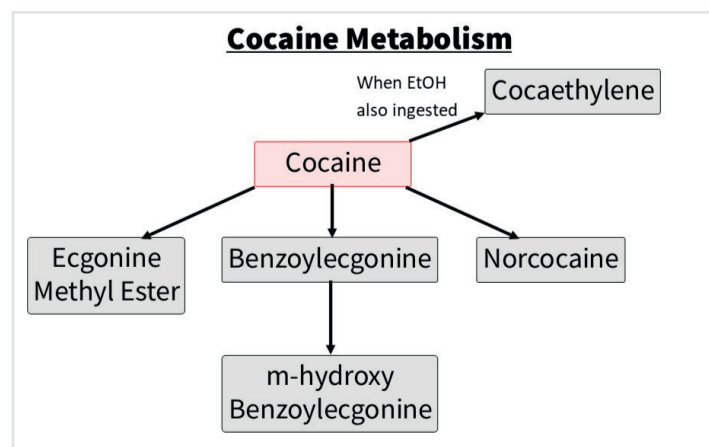 Cocaine Metabolism
When EtOH
also ingested
Cocaethylene
Cocaine
Ecgonine
Methyl Ester
Benzoylecgonine
Norcocaine
m-hydroxy
Benzoylecgonine